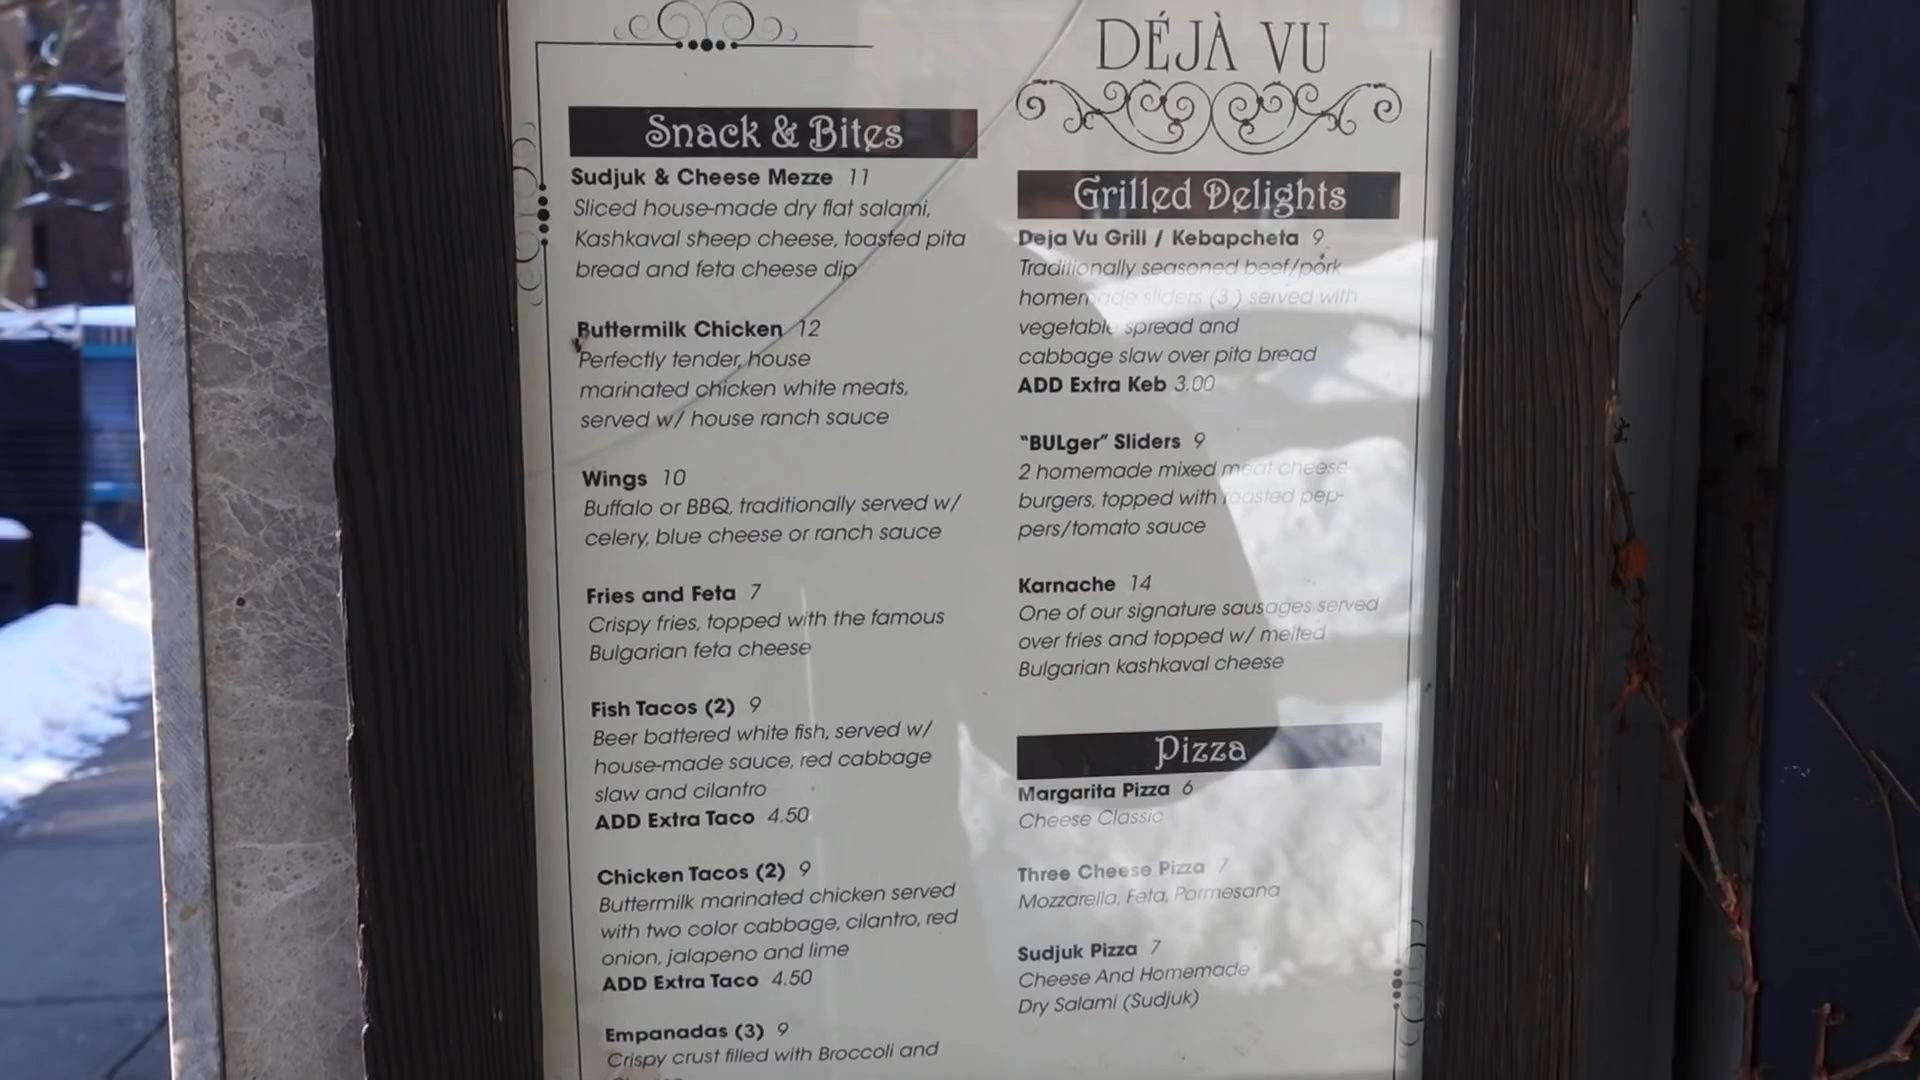 Snack & Bites
Sudjuk & Cheese Mezze 11
Sliced house-made dry flat salami,
Kashkaval sheep cheese, toasted pita
bread and feta cheese dip
Buttermilk Chicken 12
Perfectly tender, house
marinated chicken white meats,
served w/ house ranch sauce
Wings 10
Buffalo or BBQ, traditionally served w/
celery, blue cheese or ranch sauce
Fries and Feta 7
Crispy fries, topped with the famous
Bulgarian feta cheese
Fish Tacos (2) 9
Beer battered white fish, served w/
house-made sauce, red cabbage
slaw and cilantro
ADD Extra Taco 4.50
Chicken Tacos (2) 9
Buttermilk marinated chicken served
with two color cabbage, cilantro, red
onion, jalapeno and lime
ADD Extra Taco 4.50
Empanadas (3) 9
Crispy crust filled with Broccoli and
DÉJÀ VU
Grilled Delights
Deja Vu Grill / Kebapcheta 9
Traditionally seasoned beef/pork
homemade sliders (3 ) served with
vegetable spread and
cabbage slaw over pita bread
ADD Extra Keb 3.00
"BULger" Sliders 9
2 homemade mixed meat cheese
burgers, topped with roasted pep-
pers/tomato sauce
Karnache 14
One of our signature sausages served
over fries and topped w/ melted
Bulgarian kashkaval cheese
Pizza
Margarita Pizza 6
Cheese Classic
Three Cheese Pizza 7
Mozzarella, Feta, Parmesana
Sudjuk Pizza 7
Cheese And Homemade
Dry Salami (Sudjuk)